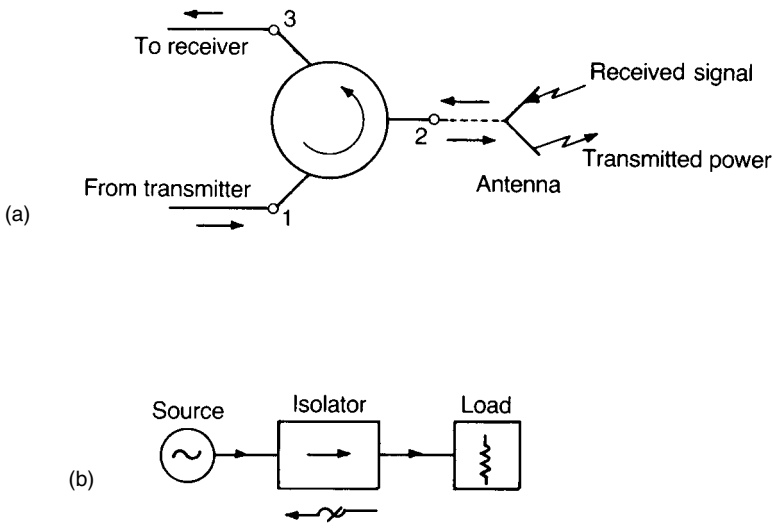 3
To receiver
Received signal
2
Transmitted power
From transmitter
Antenna
(a)
1
Source
Isolator
Load
(b)